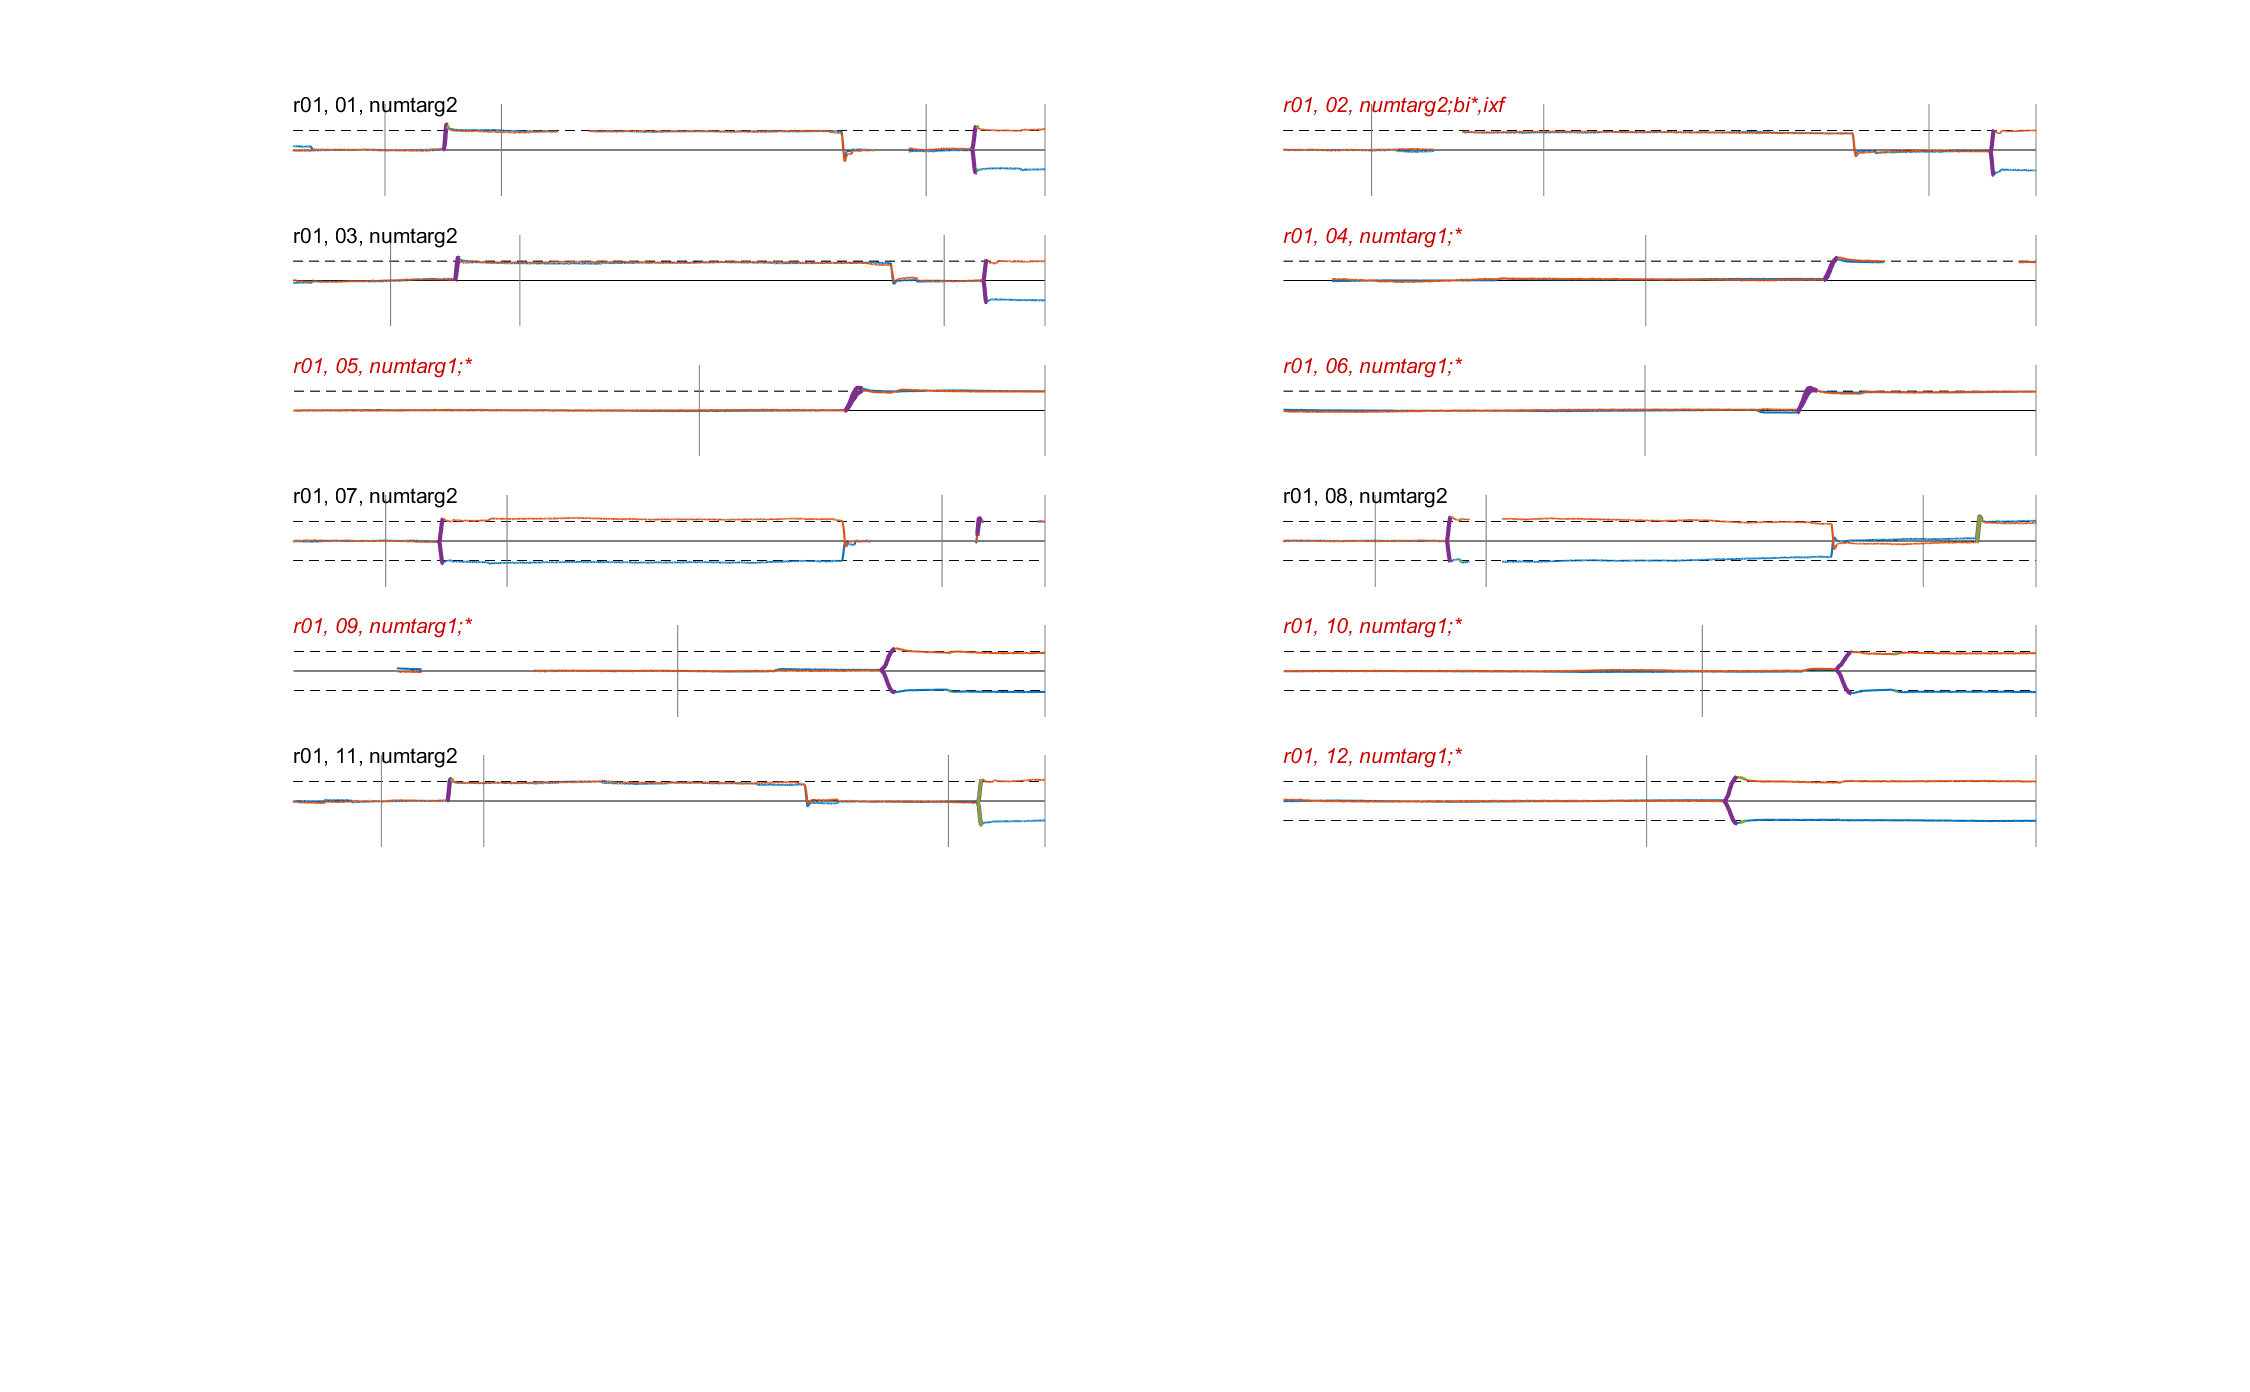 r01, 01, numtarg2
r01, 02, numtarg2;bi*,ixf
r01, 03, numtarg2
r01, 04, numtarg1;*
r01, 05, numtarg1;*
r01, 06, numtarg1;*
r01, 07, numtarg2
r01, 08, numtarg2
r01, 09, numtarg1;*
r01, 10, numtarg1;*
r01, 11, numtarg2
r01, 12, numtarg1;*